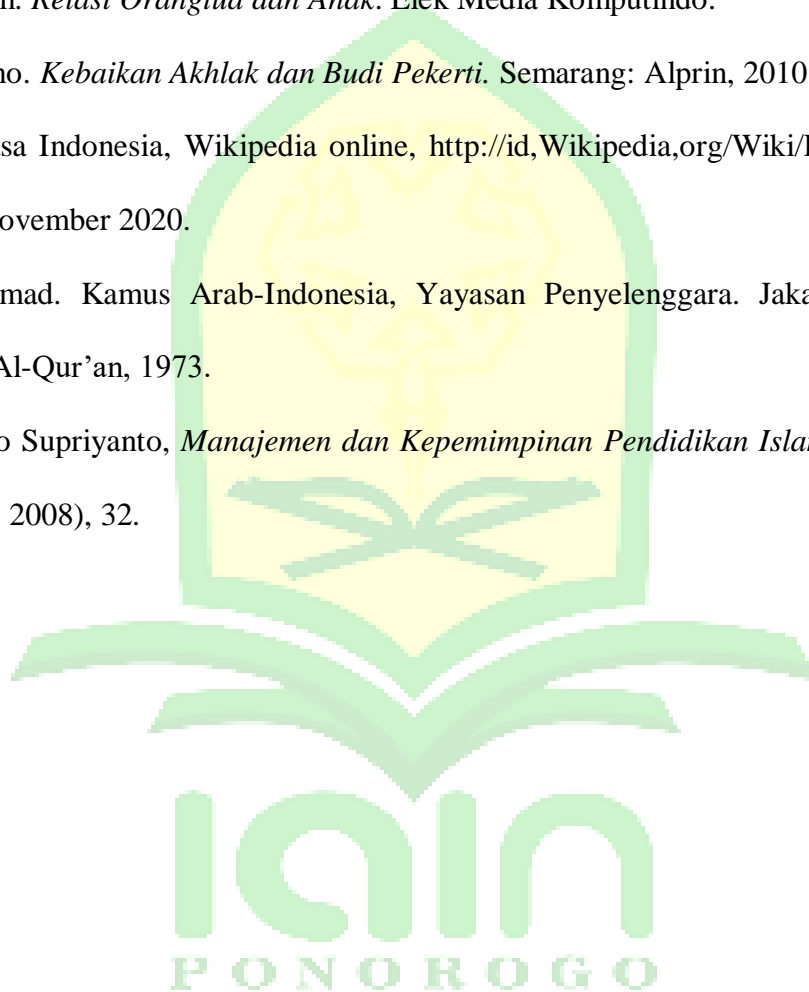 Relasi Orangtua dan Anak. Elek Media Komputindo.
no. Kebaikan Akhlak dan Budi Pekerti. Semarang: Alprin, 2010
sa Indonesia, Wikipedia online, http://id,Wikipedia,org/Wiki/
ovember 2020.
mad. Kamus Arab-Indonesia, Yayasan Penyelenggara. Jaka
Al-Qur’an, 1973.
o Supriyanto, Manajemen dan Kepemimpinan Pendidikan Islam
2008), 32.
iain
PONOROGO